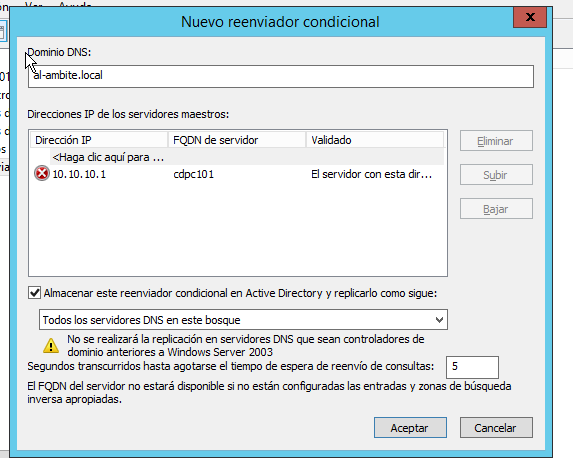 Ver
Nuevo reenviador condicional
Dominio DNS:
al-ambite.local
Direcciones IP de los servidores maestros:
Dirección IP FQDN de servidor Validado
<Haga clic aquí para ...
10.10.10.1 cdpc101 El servidor con esta dir...
Eliminar
Subir
Bajar
Almacenar este reenviador condicional en Active Directory y replicarlo como sigue:
Todos los servidores DNS en este bosque
No se realizará la replicación en servidores DNS que sean controladores de
dominio anteriores a Windows Server 2003
Segundos transcurridos hasta agotarse el tiempo de espera de reenvío de consultas: 5
El FQDN del servidor no estará disponible si no están configuradas las entradas y zonas de búsqueda
inversa apropiadas.
Aceptar Cancelar